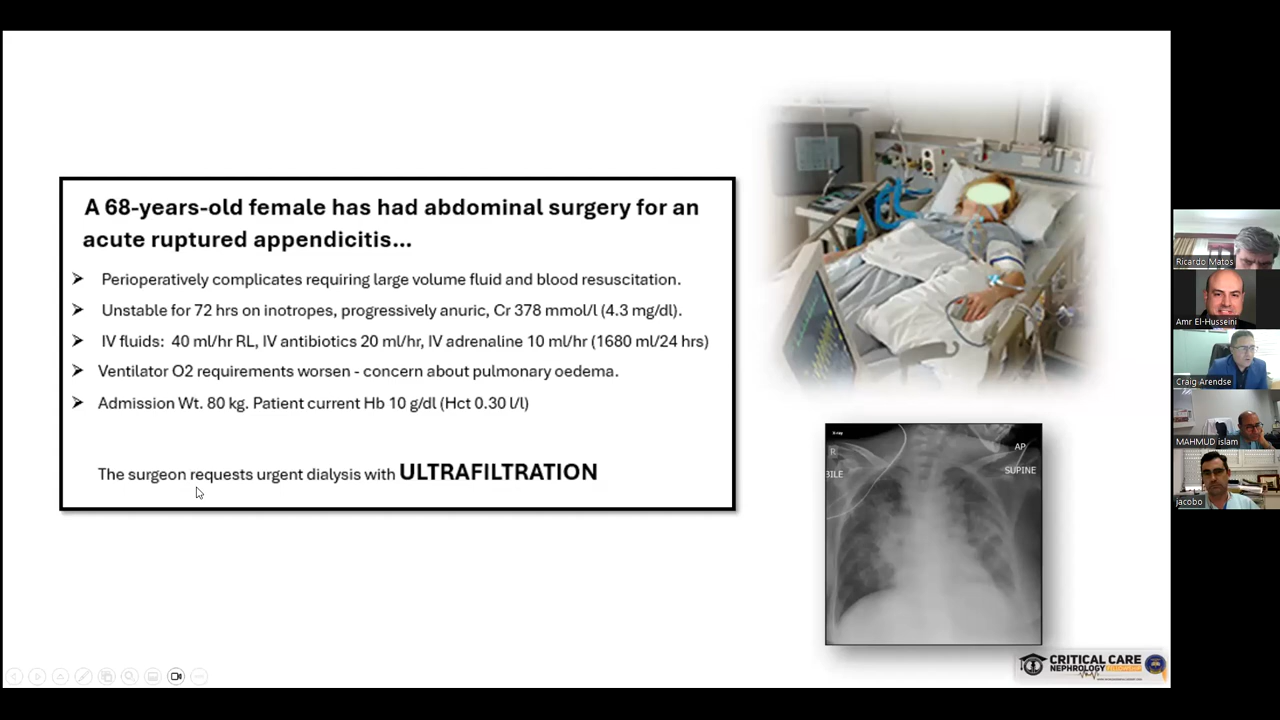 A 68-years-old female has had abdominal surgery for an
acute ruptured appendicitis...
➤ Perioperatively complicates requiring large volume fluid and blood resuscitation.
➤ Unstable for 72 hrs on inotropes, progressively anuric, Cr 378 mmol/l (4.3 mg/dl).
➤ IV fluids: 40 ml/hr RL, IV antibiotics 20 ml/hr, IV adrenaline 10 ml/hr (1680 ml/24 hrs)
➤ Ventilator O2 requirements worsen - concern about pulmonary oedema.
➤ Admission Wt. 80 kg. Patient current Hb 10 g/dl (Hct 0.30 l/l)
The surgeon requests urgent dialysis with ULTRAFILTRATION
R
BILE
AP
SUPINE
CRITICAL CARE
NEPHROLOGY
Ricardo Matos
Amr El-Husseini
Craig Arendse
MAHMUD islam
jacobo